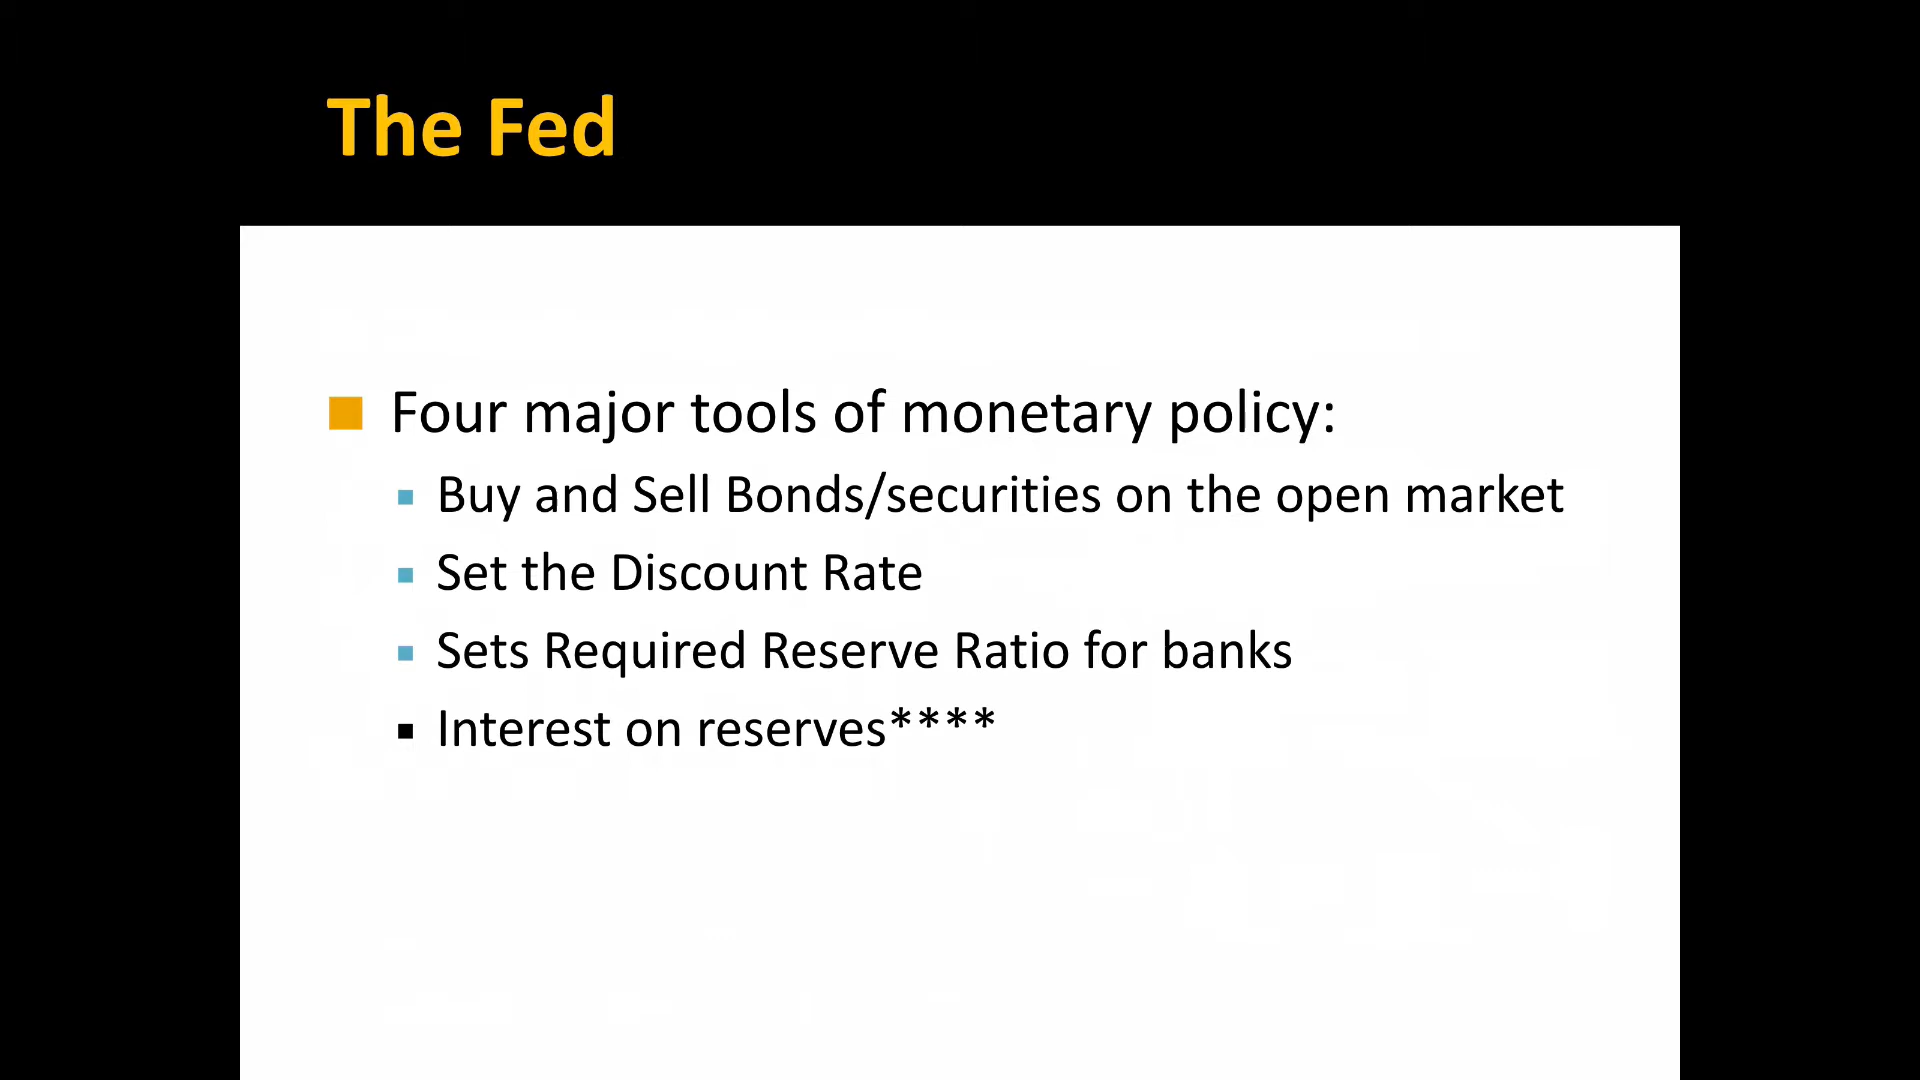 The Fed
Four major tools of monetary policy:
Buy and Sell Bonds/securities on the open market
Set the Discount Rate
Sets Required Reserve Ratio for banks
Interest on reserves****